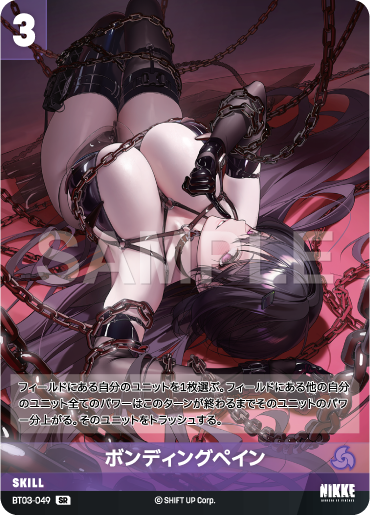 3
SAMPLE
フィールドにある自分のユニットを1枚選ぶ。フィールドにある他の自分
のユニット全てのパワーはこのターンが終わるまでそのユニットのパワ
ー分上がる。そのユニットをトラッシュする。
ボンディングペイン
SKILL
BT03-049 SR
©SHIFT UP Corp.
NIKKE